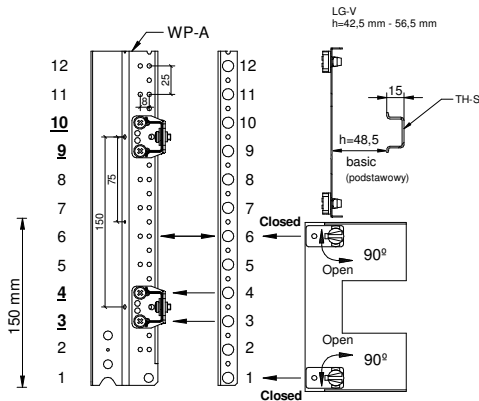 LG-V
h=42,5 mm - 56,5 mm
WP-A
12
11
10
9
8
7
6
5
4
3
2
1
25
8
75
150
150 mm
12
11
10
9
8
7
6
5
4
3
2
1
15
TH-S
h=48,5
basic
(podstawowy)
Closed
90º
Open
Open
90º
Closed